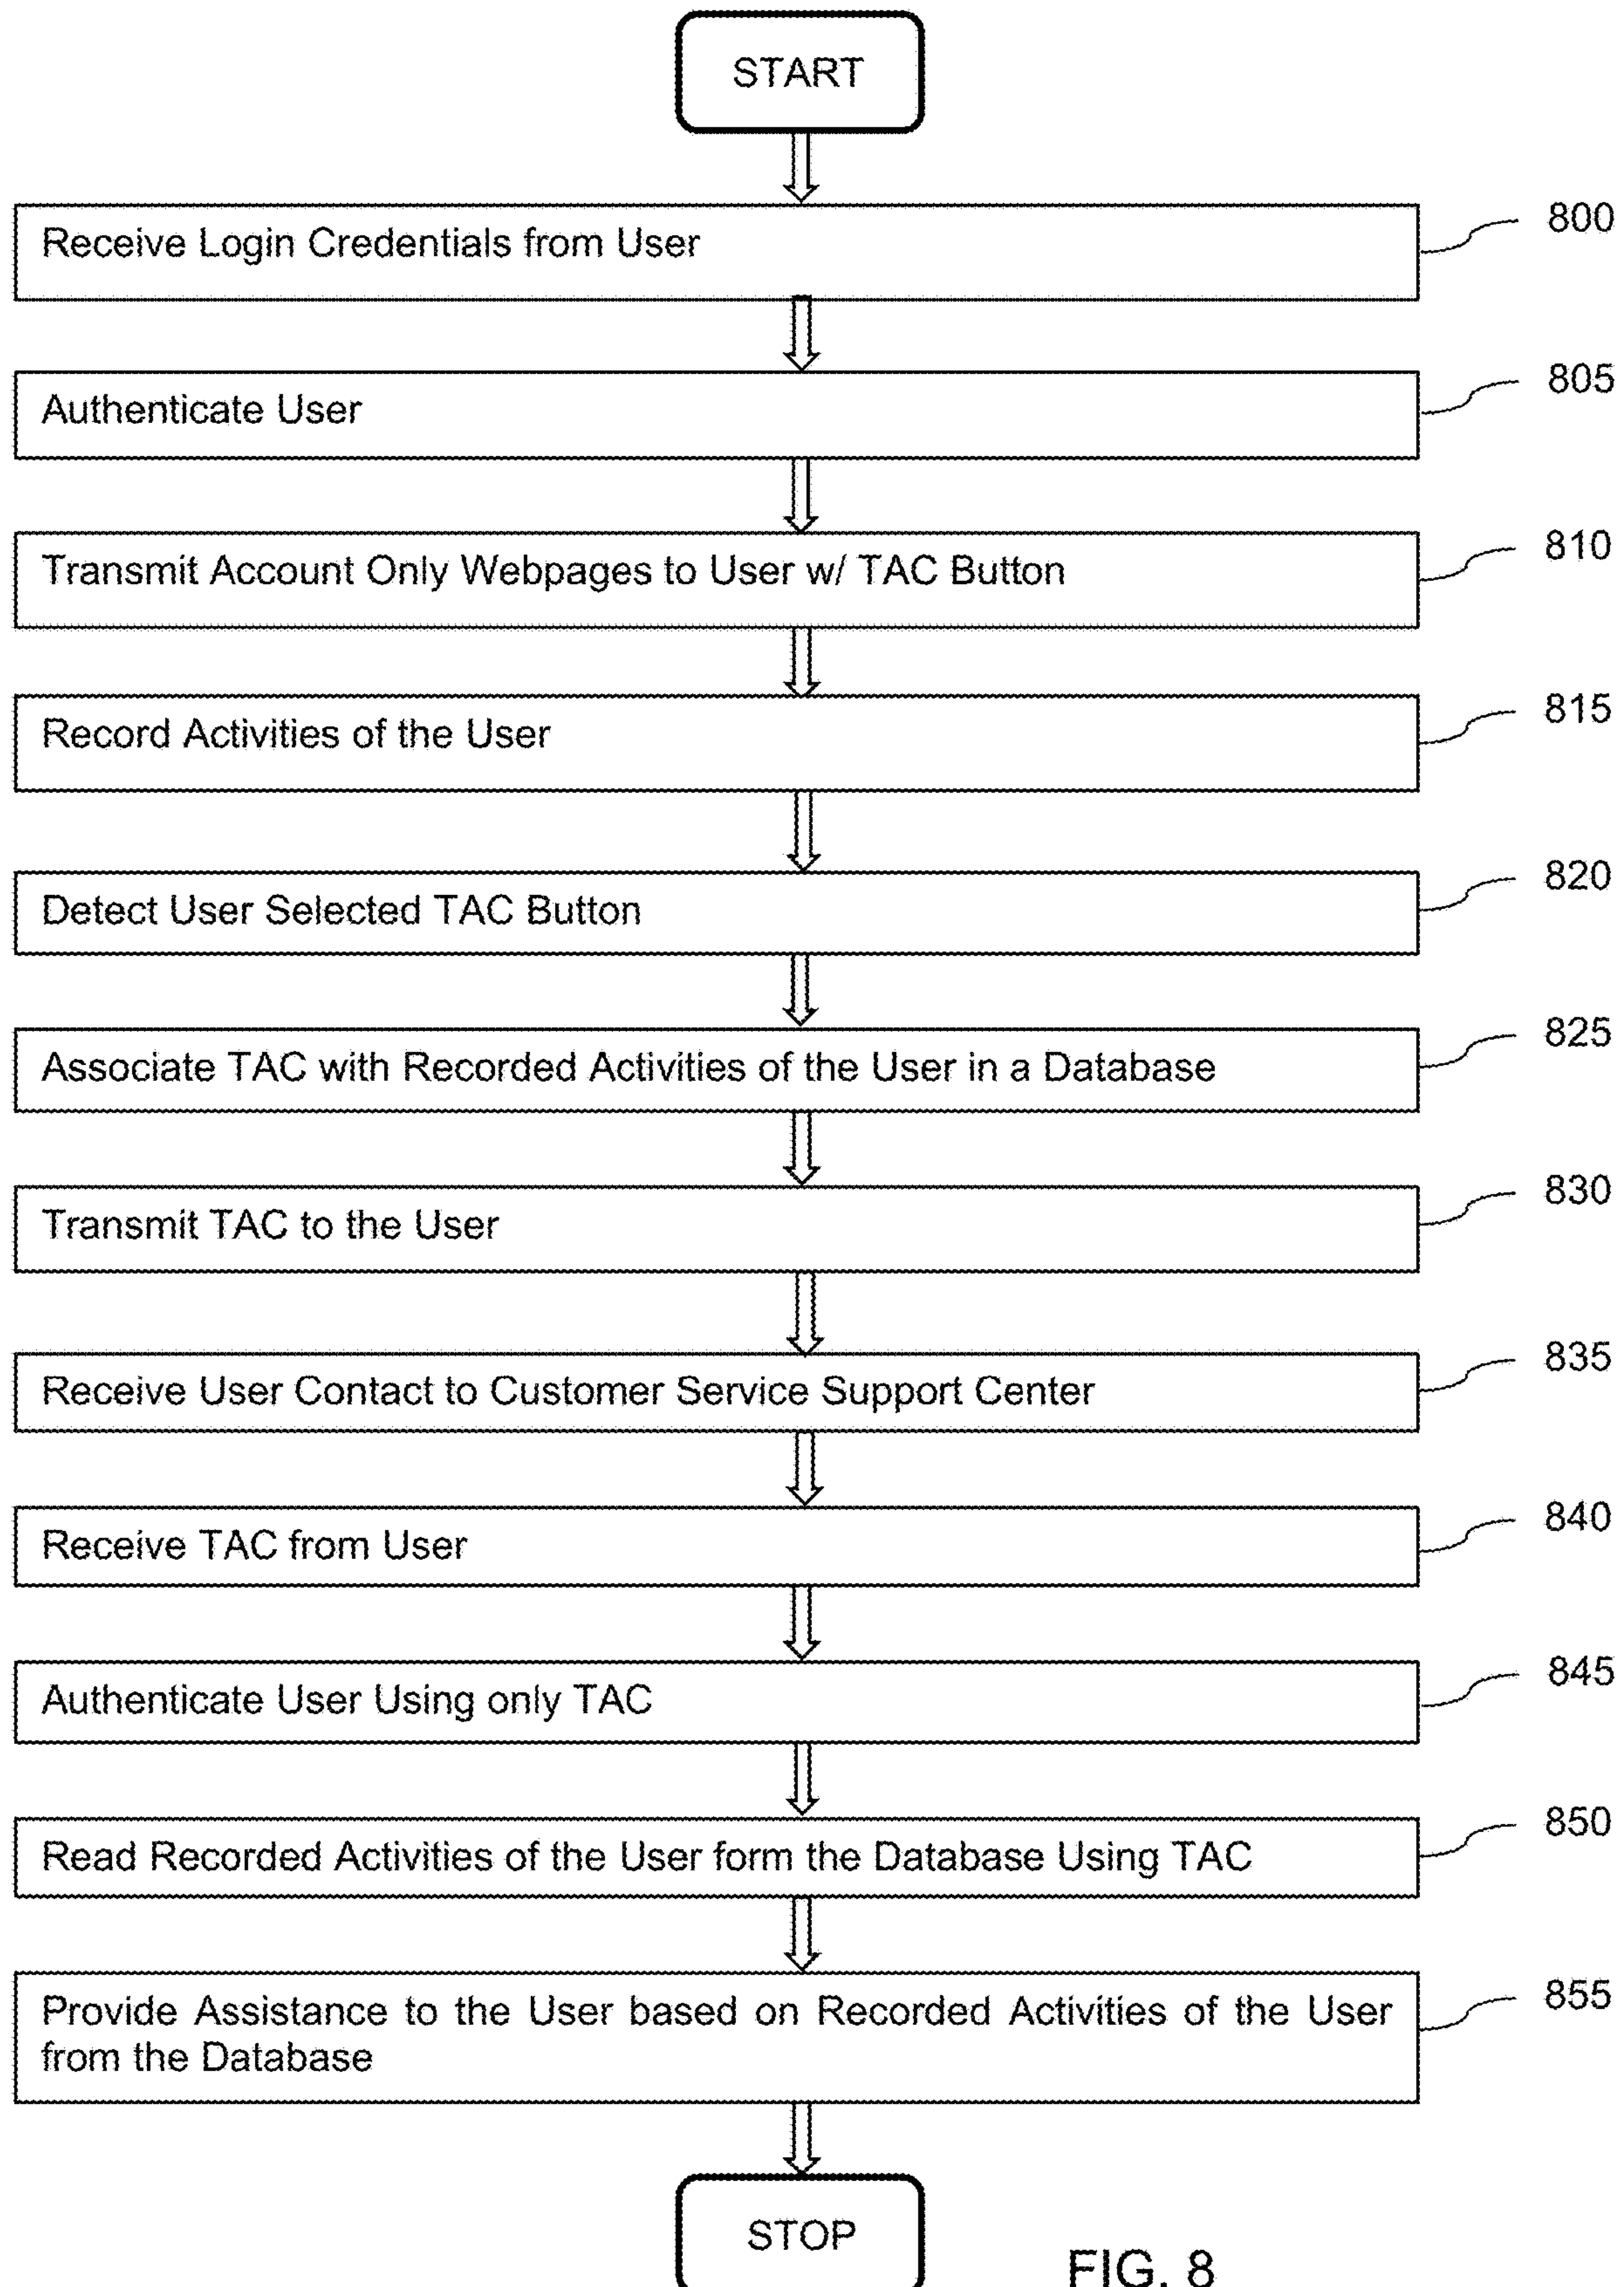 START
Receive Login Credentials from User
800
Authenticate User
805
Transmit Account Only Webpages to User w/ TAC Button
810
Record Activities of the User
815
Detect User Selected TAC Button
820
Associate TAC with Recorded Activities of the User in a Database
825
Transmit TAC to the User
830
Receive User Contact to Customer Service Support Center
835
Receive TAC from User
840
Authenticate User Using only TAC
845
Read Recorded Activities of the User form the Database Using TAC
850
Provide Assistance to the User based on Recorded Activities of the User
from the Database
855
STOP
FIG. 8